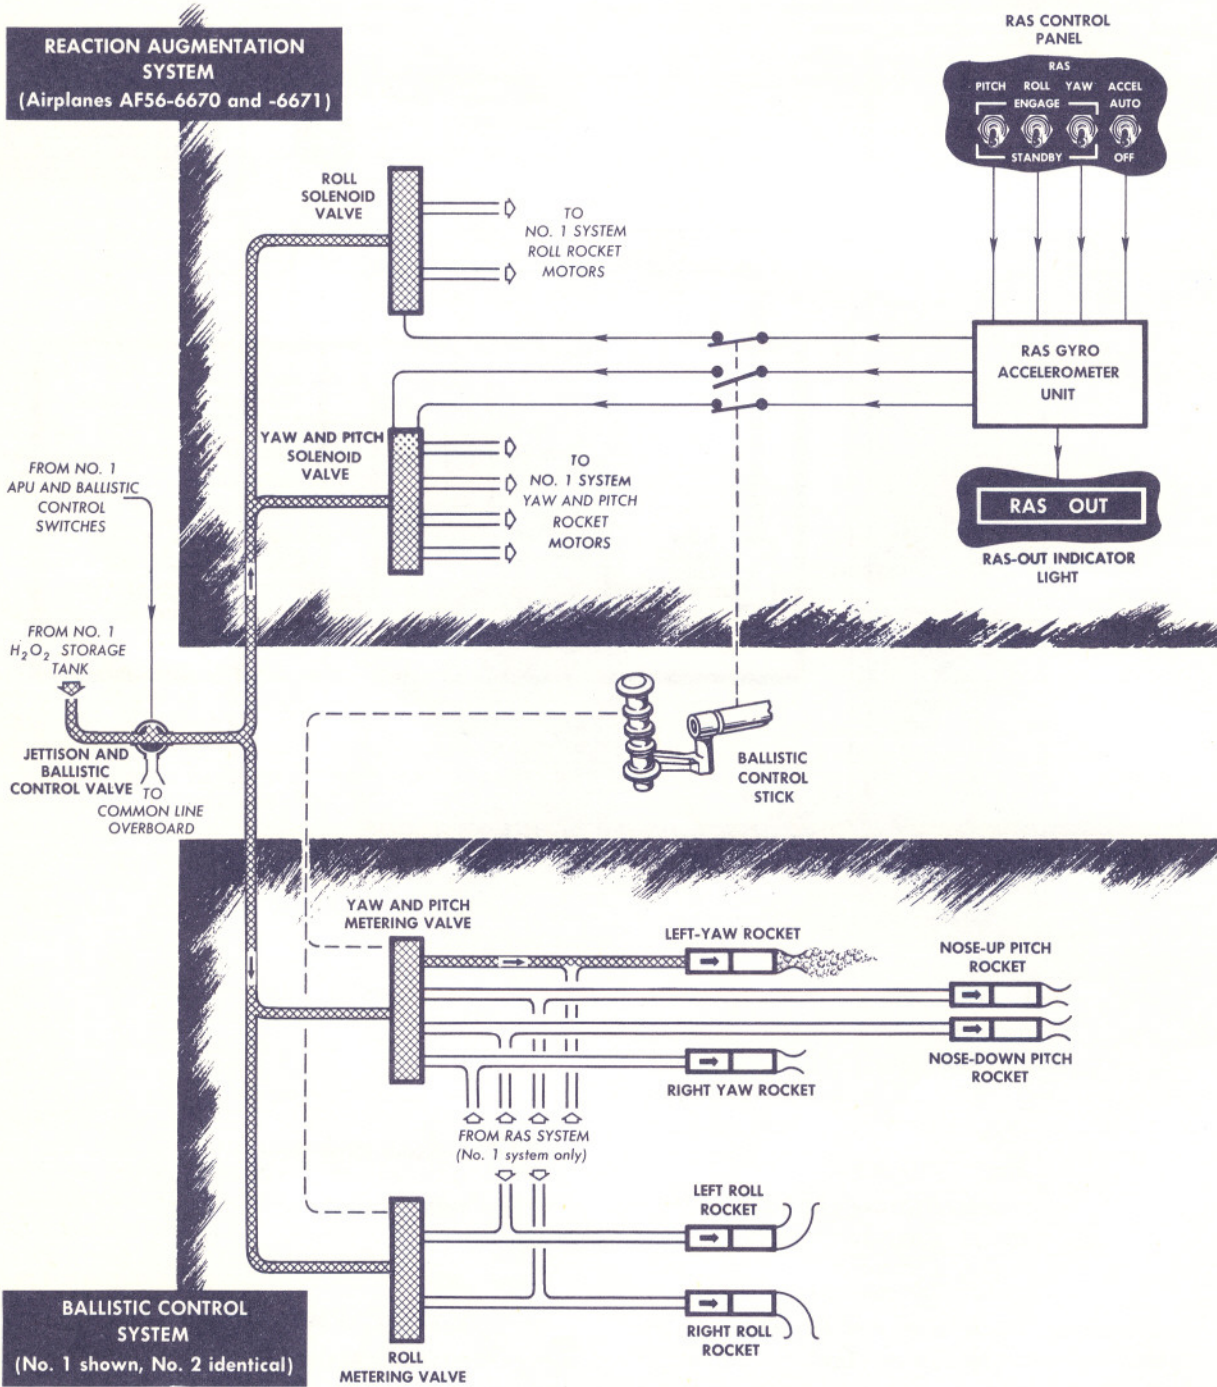 REACTION AUGMENTATION
SYSTEM
(Airplanes AF56-6670 and -6671)
RAS CONTROL
PANEL
RAS
PITCH ROLL YAW ACCEL
ENGAGE AUTO
STANDBY OFF
ROLL
SOLENOID
VALVE
TO
NO. 1 SYSTEM
ROLL ROCKET
MOTORS
RAS GYRO
ACCELEROMETER
UNIT
YAW AND PITCH
SOLENOID
VALVE
TO
NO. 1 SYSTEM
YAW AND PITCH
ROCKET
MOTORS
RAS OUT
RAS-OUT INDICATOR
LIGHT
FROM NO. 1
APU AND BALLISTIC
CONTROL
SWITCHES
FROM NO. 1
H2O2 STORAGE
TANK
JETTISON AND
BALLISTIC
CONTROL VALVE
TO
COMMON LINE
OVERBOARD
BALLISTIC
CONTROL
STICK
YAW AND PITCH
METERING VALVE
LEFT-YAW ROCKET
NOSE-UP PITCH
ROCKET
NOSE-DOWN PITCH
ROCKET
RIGHT YAW ROCKET
FROM RAS SYSTEM
(No. 1 system only)
LEFT ROLL
ROCKET
RIGHT ROLL
ROCKET
ROLL
METERING VALVE
BALLISTIC CONTROL
SYSTEM
(No. 1 shown, No. 2 identical)